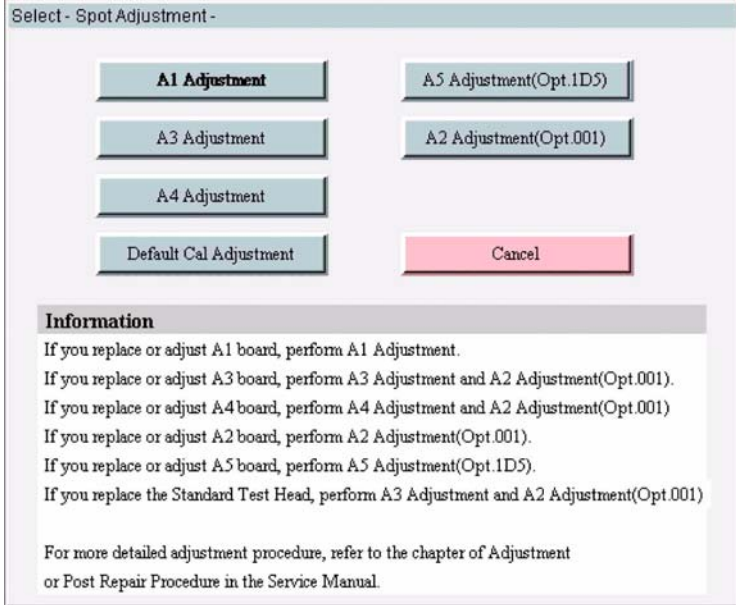 Select - Spot Adjustment -
A1 Adjustment
A5 Adjustment(Opt.1D5)
A3 Adjustment
A2 Adjustment(Opt.001)
A4 Adjustment
Default Cal Adjustment
Cancel
Information
If you replace or adjust A1 board, perform A1 Adjustment.
If you replace or adjust A3 board, perform A3 Adjustment and A2 Adjustment(Opt.001).
If you replace or adjust A4 board, perform A4 Adjustment and A2 Adjustment(Opt.001)
If you replace or adjust A2 board, perform A2 Adjustment(Opt.001).
If you replace or adjust A5 board, perform A5 Adjustment(Opt.1D5).
If you replace the Standard Test Head, perform A3 Adjustment and A2 Adjustment(Opt.001)
For more detailed adjustment procedure, refer to the chapter of Adjustment
or Post Repair Procedure in the Service Manual.